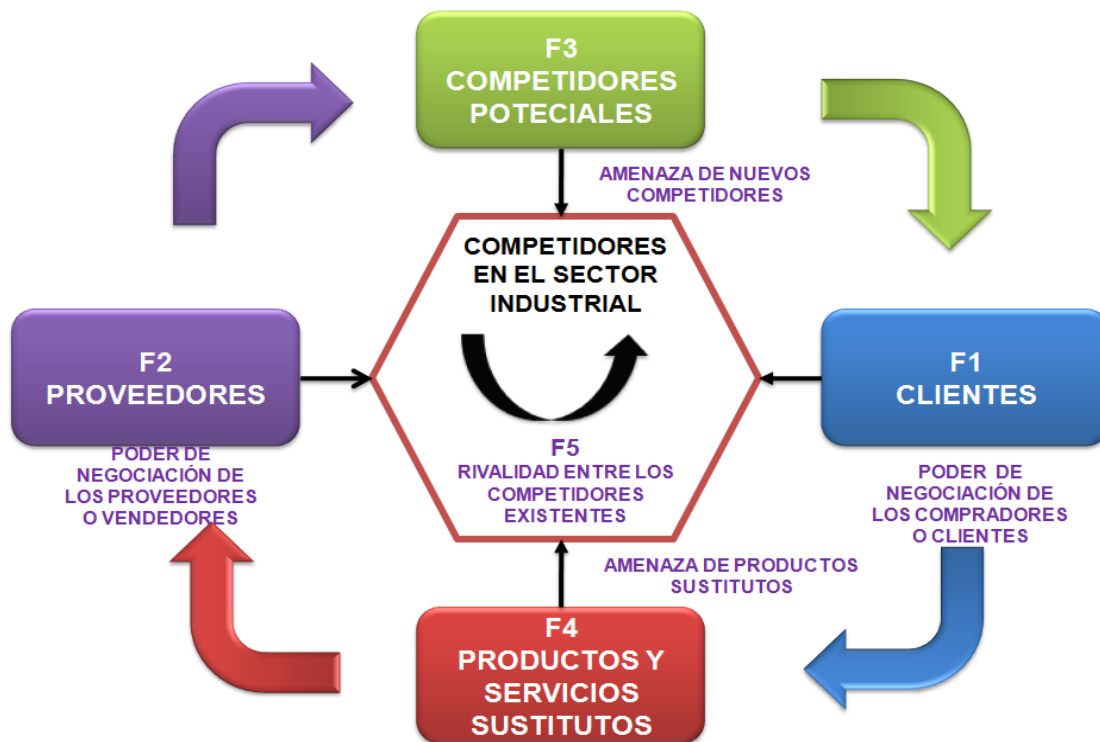 F3
COMPETIDORES
POTECIALES
AMENAZA DE NUEVOS
COMPETIDORES
COMPETIDORES
EN EL SECTOR
INDUSTRIAL
F2
PROVEEDORES
F1
CLIENTES
PODER DE
NEGOCIACIÓN DE
LOS PROVEEDORES
O VENDEDORES
F5
RIVALIDAD ENTRE LOS
COMPETIDORES
EXISTENTES
PODER DE
NEGOCIACIÓN DE
LOS COMPRADORES
O CLIENTES
AMENAZA DE PRODUCTOS
SUSTITUTOS
F4
PRODUCTOS Y
SERVICIOS
SUSTITUTOS